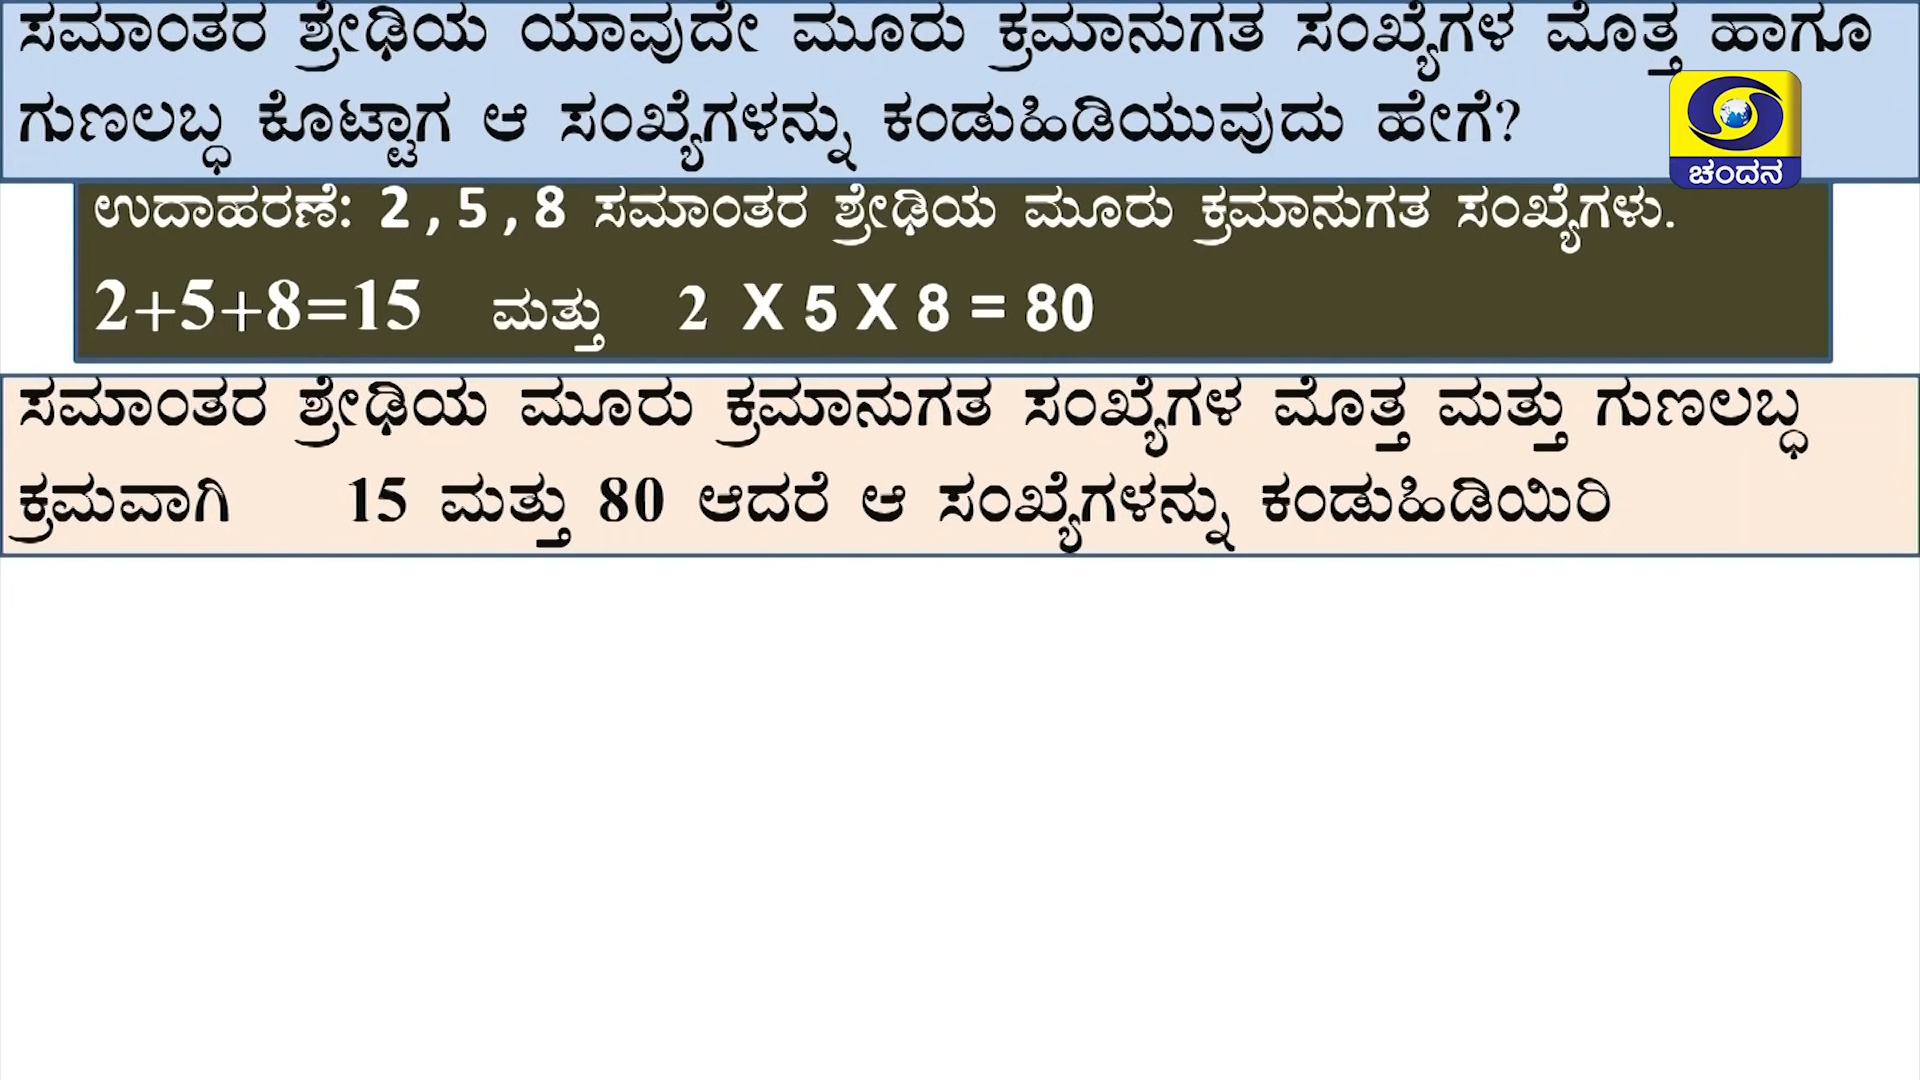 ಸಮಾಂತರ ಶ್ರೇಢಿಯ ಯಾವುದೇ ಮೂರು ಕ್ರಮಾನುಗತ ಸಂಖ್ಯೆಗಳ ಮೊತ್ತ ಹಾಗೂ
ಗುಣಲಬ್ಧ ಕೊಟ್ಟಾಗ ಆ ಸಂಖ್ಯೆಗಳನ್ನು ಕಂಡುಹಿಡಿಯುವುದು ಹೇಗೆ?
ಚಂದನ
ಉದಾಹರಣೆ: 2 , 5 , 8 ಸಮಾಂತರ ಶ್ರೇಢಿಯ ಮೂರು ಕ್ರಮಾನುಗತ ಸಂಖ್ಯೆಗಳು.
2+5+8=15 ಮತ್ತು 2 X 5 X 8 = 80
ಸಮಾಂತರ ಶ್ರೇಢಿಯ ಮೂರು ಕ್ರಮಾನುಗತ ಸಂಖ್ಯೆಗಳ ಮೊತ್ತ ಮತ್ತು ಗುಣಲಬ್ಧ
ಕ್ರಮವಾಗಿ 15 ಮತ್ತು 80 ಆದರೆ ಆ ಸಂಖ್ಯೆಗಳನ್ನು ಕಂಡುಹಿಡಿಯಿರಿ